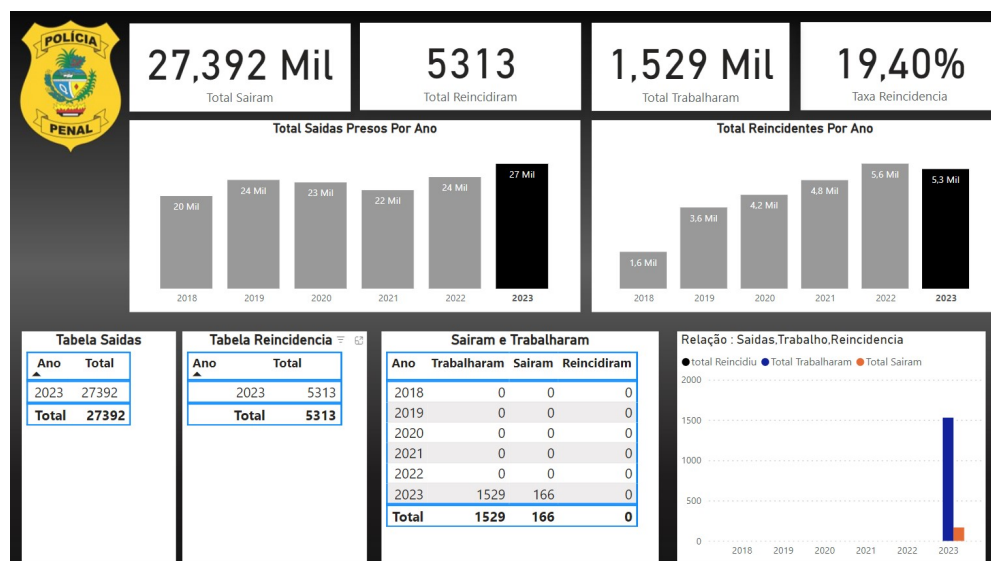 POLÍCIA
PENAL
27,392 Mil
Total Sairam
5313
Total Reincidiram
1,529 Mil
Total Trabalharam
19,40%
Taxa Reincidencia
Total Saidas Presos Por Ano
20 Mil
24 Mil
23 Mil
22 Mil
24 Mil
27 Mil
2018 2019 2020 2021 2022 2023
Total Reincidentes Por Ano
1,6 Mil
3,6 Mil
4,2 Mil
4,8 Mil
5,6 Mil
5,3 Mil
2018 2019 2020 2021 2022 2023
Tabela Saidas
Ano Total
2023 27392
Total 27392
Tabela Reincidencia
Ano Total
2023 5313
Total 5313
Sairam e Trabalharam
Ano Trabalharam Sairam Reincidiram
2018 0 0 0
2019 0 0 0
2020 0 0 0
2021 0 0 0
2022 0 0 0
2023 1529 166 0
Total 1529 166 0
Relação : Saidas,Trabalho,Reincidencia
total Reincidiu Total Trabalharam Total Sairam
2000
1500
1000
500
0
2018 2019 2020 2021 2022 2023